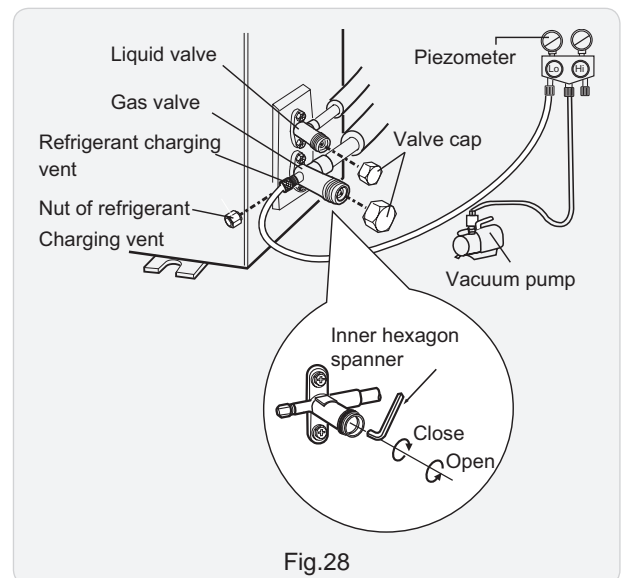 Liquid valve
Gas valve
Refrigerant charging
vent
Nut of refrigerant
Charging vent
Piezometer
Lo
Hi
Valve cap
Vacuum pump
Inner hexagon
spanner
Close
Open
Fig.28